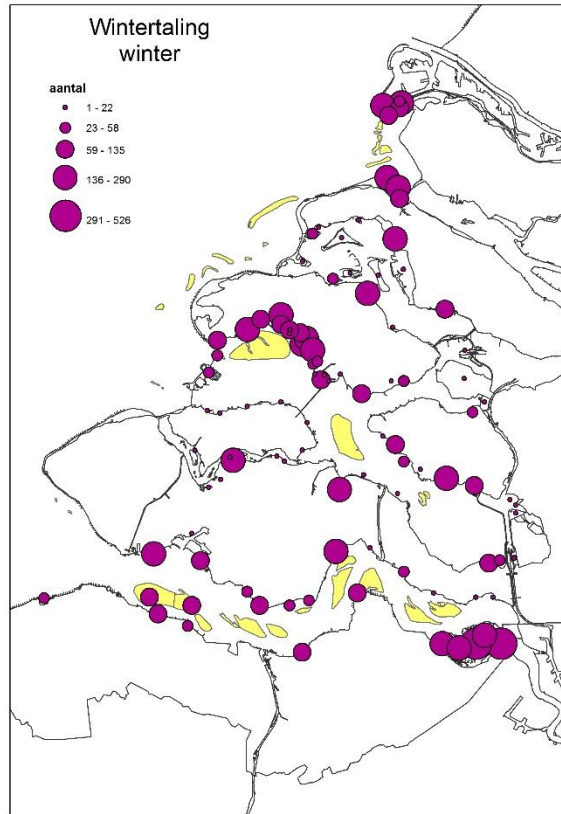 Wintertaling
winter
aantal
1 - 22
23 - 58
59 - 135
136 - 290
291 - 526